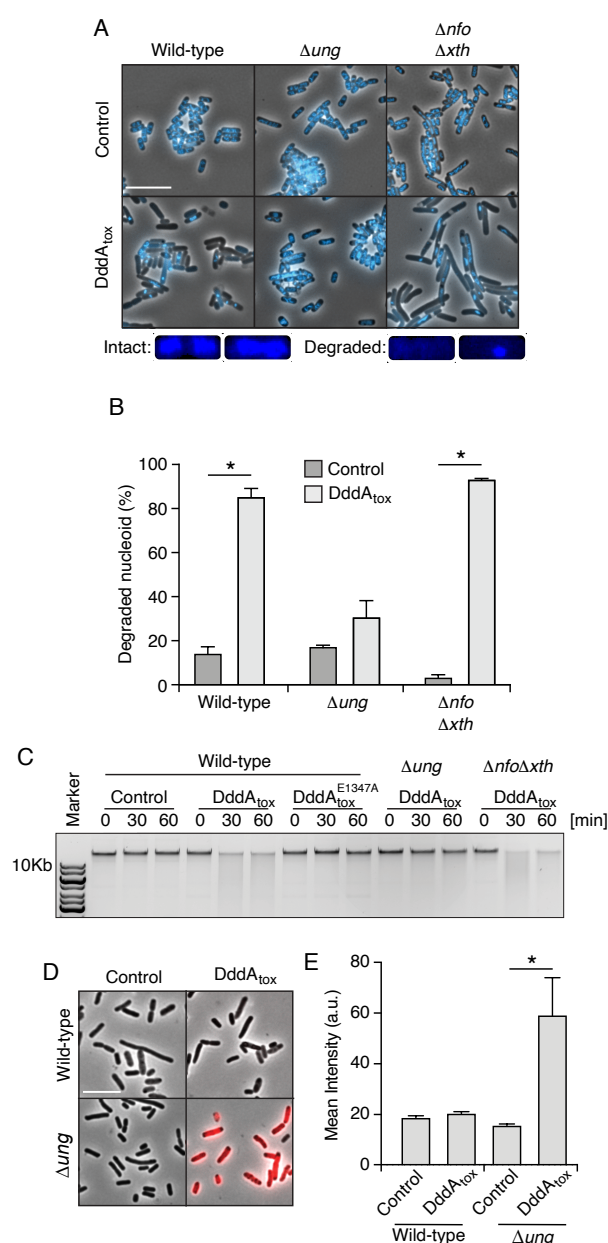 A
Wild-type
Δung
Δnfo
Δxth
Control
DddAtox
Intact:
Degraded:
B
Degraded nucleoid (%)
100
80
60
40
20
0
*
*
Control
DddAtox
Wild-type
Δung
Δnfo
Δxth
C
Marker
Wild-type
Δung
ΔnfoΔxth
Control
DddAtox
DddAtox E1347A
DddAtox
DddAtox
0 30 60 0 30 60 0 30 60 0 30 60 0 30 60 [min]
10Kb
D
Control
DddAtox
Wild-type
Δung
E
Mean Intensity (a.u.)
80
60
40
20
0
*
Control
DddAtox
Control
DddAtox
Wild-type
Δung